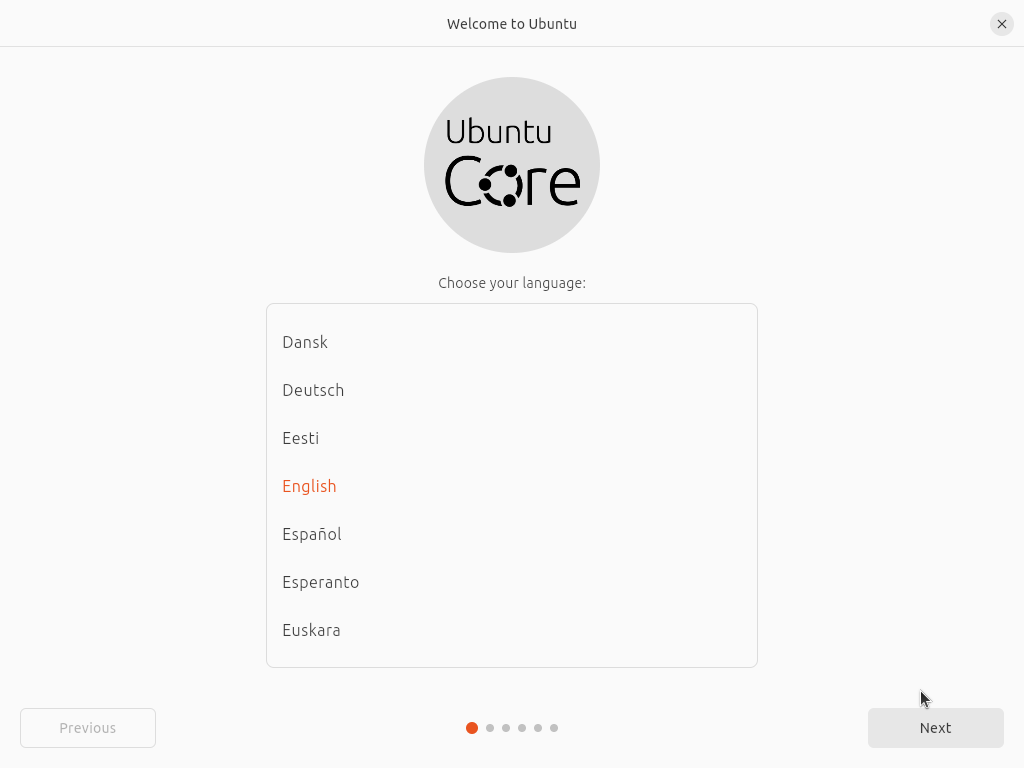 Welcome to Ubuntu
Ubuntu
Core
Choose your language:
Dansk
Deutsch
Eesti
English
Español
Esperanto
Euskara
Previous
Next